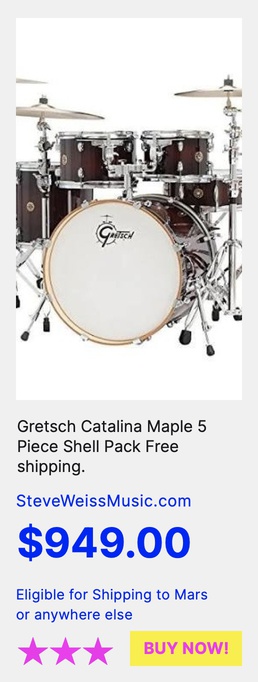 Gretsch
Gretsch Catalina Maple 5
Piece Shell Pack Free
shipping.
SteveWeissMusic.com
$949.00
Eligible for Shipping to Mars
or anywhere else
BUY NOW!